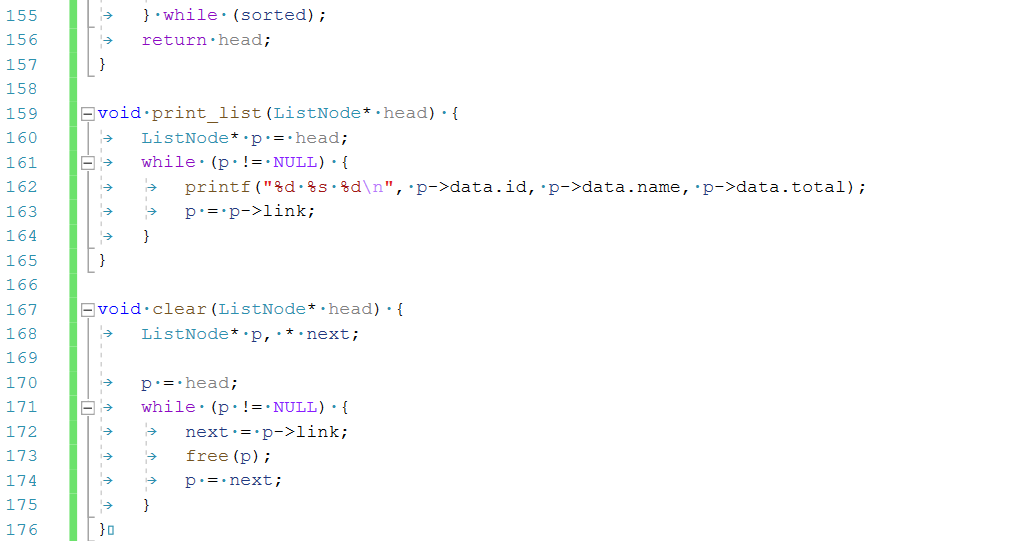 155 } while (sorted);
156 return head;
157 }
158
159 void print_list(ListNode* head) {
160 ListNode* p = head;
161 while (p != NULL) {
162 printf("%d %s %d\n", p->data.id, p->data.name, p->data.total);
163 p = p->link;
164 }
165 }
166
167 void clear(ListNode* head) {
168 ListNode* p, * next;
169
170 p = head;
171 while (p != NULL) {
172 next = p->link;
173 free(p);
174 p = next;
175 }
176 }